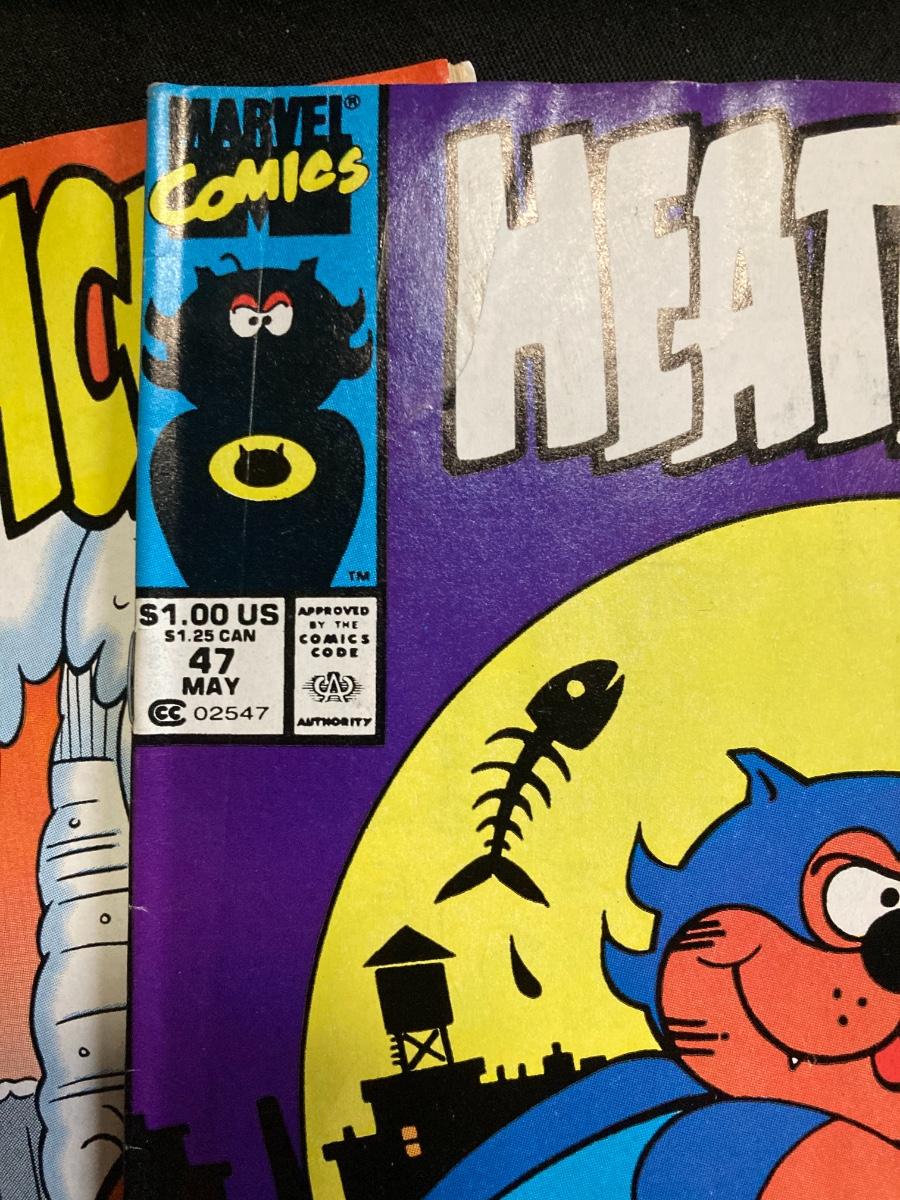 MARVEL®
COMICS
HEAT
IC
TM
$1.00 US
$1.25 CAN
47
MAY
CC 02547
APPROVED
BY THE
COMICS
CODE
CA
AUTHORITY